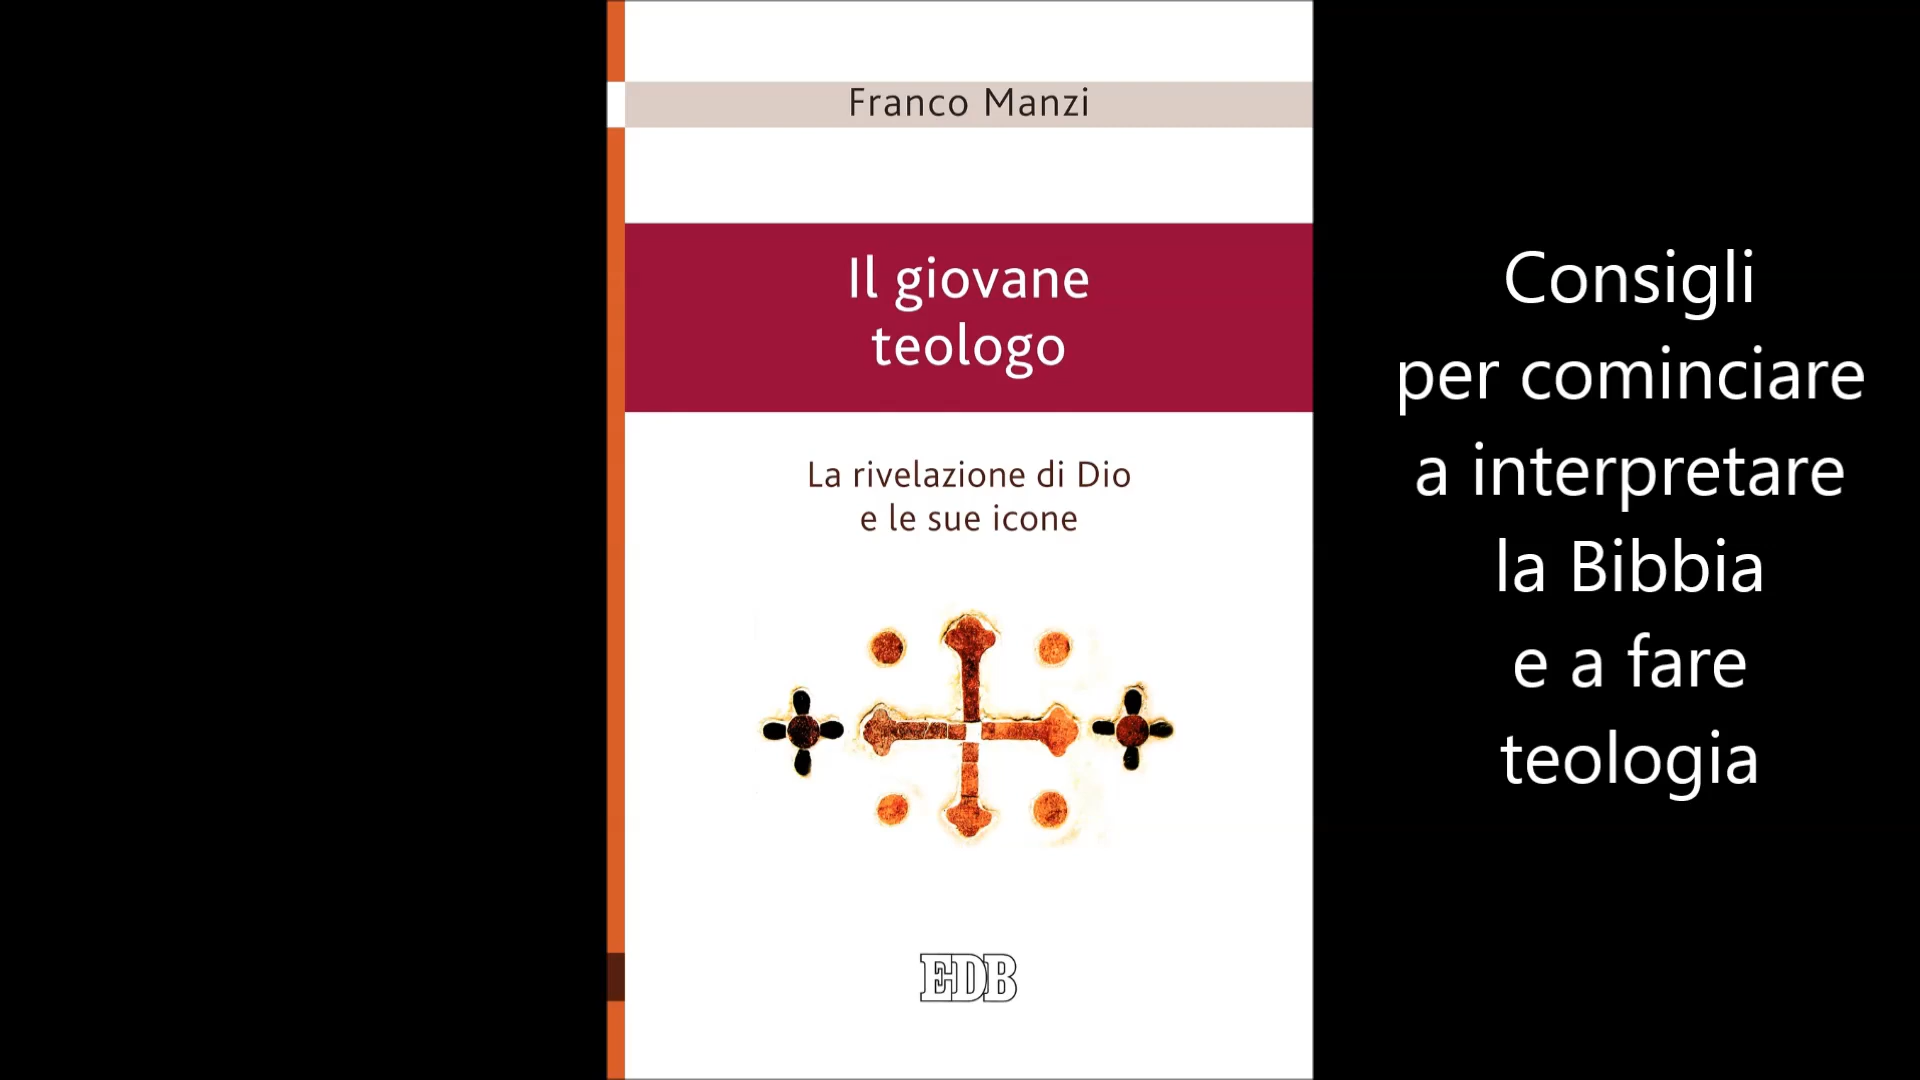 Franco Manzi
Il giovane
teologo
La rivelazione di Dio
e le sue icone
EDB
Consigli
per cominciare
a interpretare
la Bibbia
e a fare
teologia